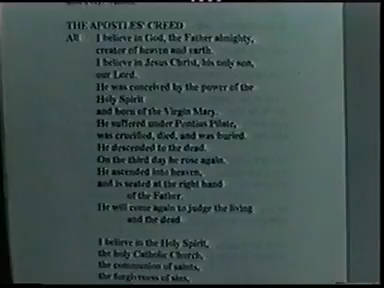 THE APOSTLES' CREED
All I believe in God, the Father almighty,
creator of heaven and earth.
I believe in Jesus Christ, his only son,
our Lord.
He was conceived by the power of the
Holy Spirit
and born of the Virgin Mary.
He suffered under Pontius Pilate,
was crucified, died, and was buried.
He descended to the dead.
On the third day he rose again.
He ascended into heaven,
and is seated at the right hand
of the Father.
He will come again to judge the living
and the dead.
I believe in the Holy Spirit,
the holy Catholic Church,
the communion of saints,
the forgiveness of sins,